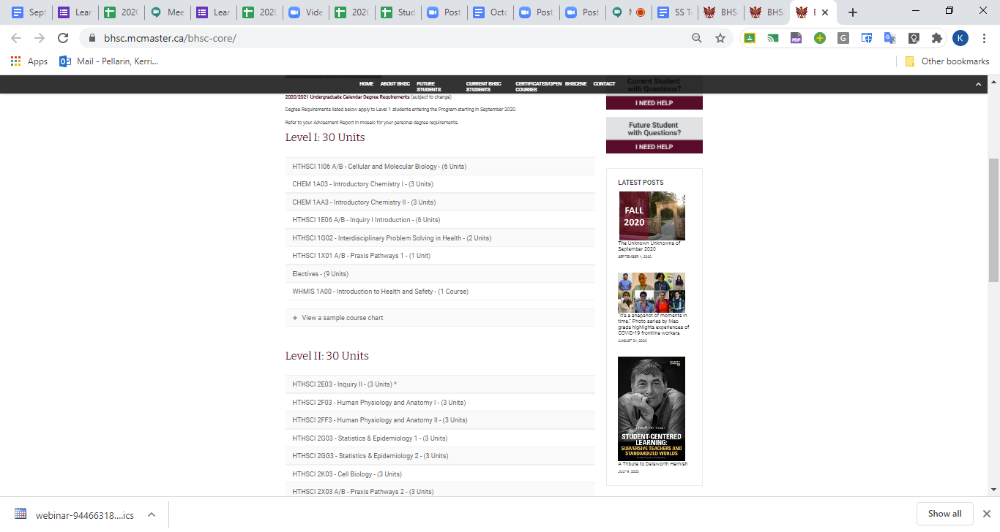 Sept
Lear
2020
Mee
Lear
2020
Vide
2020
Stud
Post
Octo
Post
Post
SS T
BHS
BHS
bhsc.mcmaster.ca/bhsc-core/
K
Apps
Mail - Pellarin, Kerri...
Other bookmarks
HOME
ABOUT BHSC
FUTURE
STUDENTS
CURRENT BHSC
STUDENTS
CERTIFICATES/OPEN
COURSES
BHSCENE
CONTACT
2020/2021 Undergraduate Calendar Degree Requirements (subject to change)
Degree Requirements listed below apply to Level 1 students entering the Program starting in September 2020.
Refer to your Advisement Report in mosaic for your personal degree requirements.
Level I: 30 Units
HTHSCI 1I06 A/B - Cellular and Molecular Biology - (6 Units)
CHEM 1A03 - Introductory Chemistry I - (3 Units)
CHEM 1AA3 - Introductory Chemistry II - (3 Units)
HTHSCI 1E06 A/B - Inquiry I Introduction - (6 Units)
HTHSCI 1G02 - Interdisciplinary Problem Solving in Health - (2 Units)
HTHSCI 1X01 A/B - Praxis Pathways 1 - (1 Unit)
Electives - (9 Units)
WHMIS 1A00 - Introduction to Health and Safety - (1 Course)
+ View a sample course chart
Level II: 30 Units
HTHSCI 2E03 - Inquiry II - (3 Units) *
HTHSCI 2F03 - Human Physiology and Anatomy I - (3 Units)
HTHSCI 2FF3 - Human Physiology and Anatomy II - (3 Units)
HTHSCI 2G03 - Statistics & Epidemiology 1 - (3 Units)
HTHSCI 2GG3 - Statistics & Epidemiology 2 - (3 Units)
HTHSCI 2K03 - Cell Biology - (3 Units)
HTHSCI 2X03 A/B - Praxis Pathways 2 - (3 Units)
Current Student
with Questions?
I NEED HELP
Future Student
with Questions?
I NEED HELP
LATEST POSTS
FALL
2020
The Unknown Unknowns of
September 2020
SEPTEMBER 1, 2020
"It's a snapshot of moments in
time." Photo series by Mac
grads highlights experiences of
COVID-19 frontline workers
AUGUST 21, 2020
STUDENT-CENTERED
LEARNING:
SUBVERSIVE TEACHERS AND
STANDARDIZED WORLDS
A Tribute to Delsworth Harnish
webinar-94466318....ics
Show all